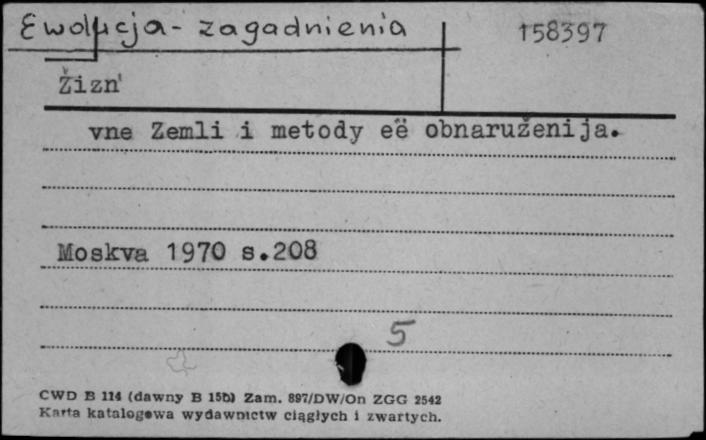 Ewolucja - zagadnienia
158397
Žizn'
vne Zemli i metody eë obnaruženija.
Moskva 1970 s.208
5
CWD B 114 (dawny B 15b) Zam. 897/DW/On ZGG 2542
Karta katalogowa wydawnictw ciągłych i zwartych.